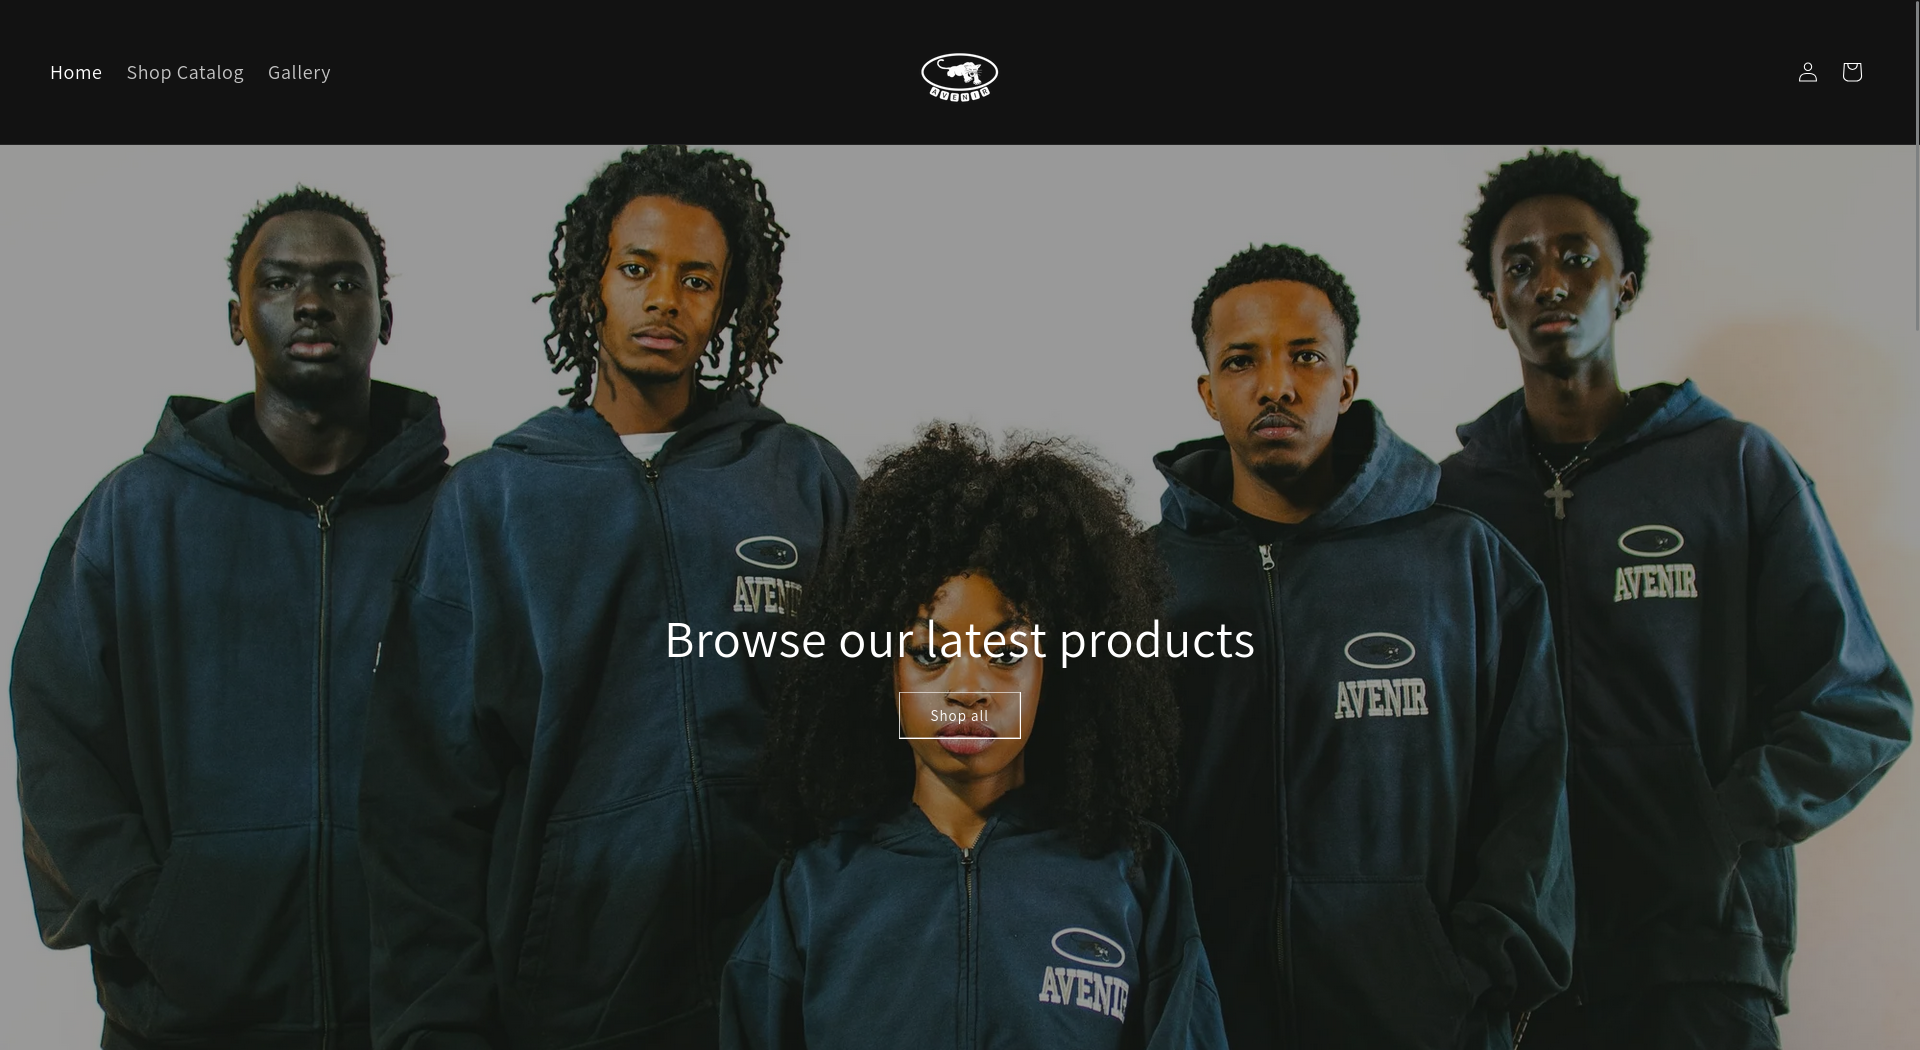 Home Shop Catalog Gallery
AVENIR
AVENIR
AVENIR
Browse our latest products
AVENIR
Shop all
AVENIR